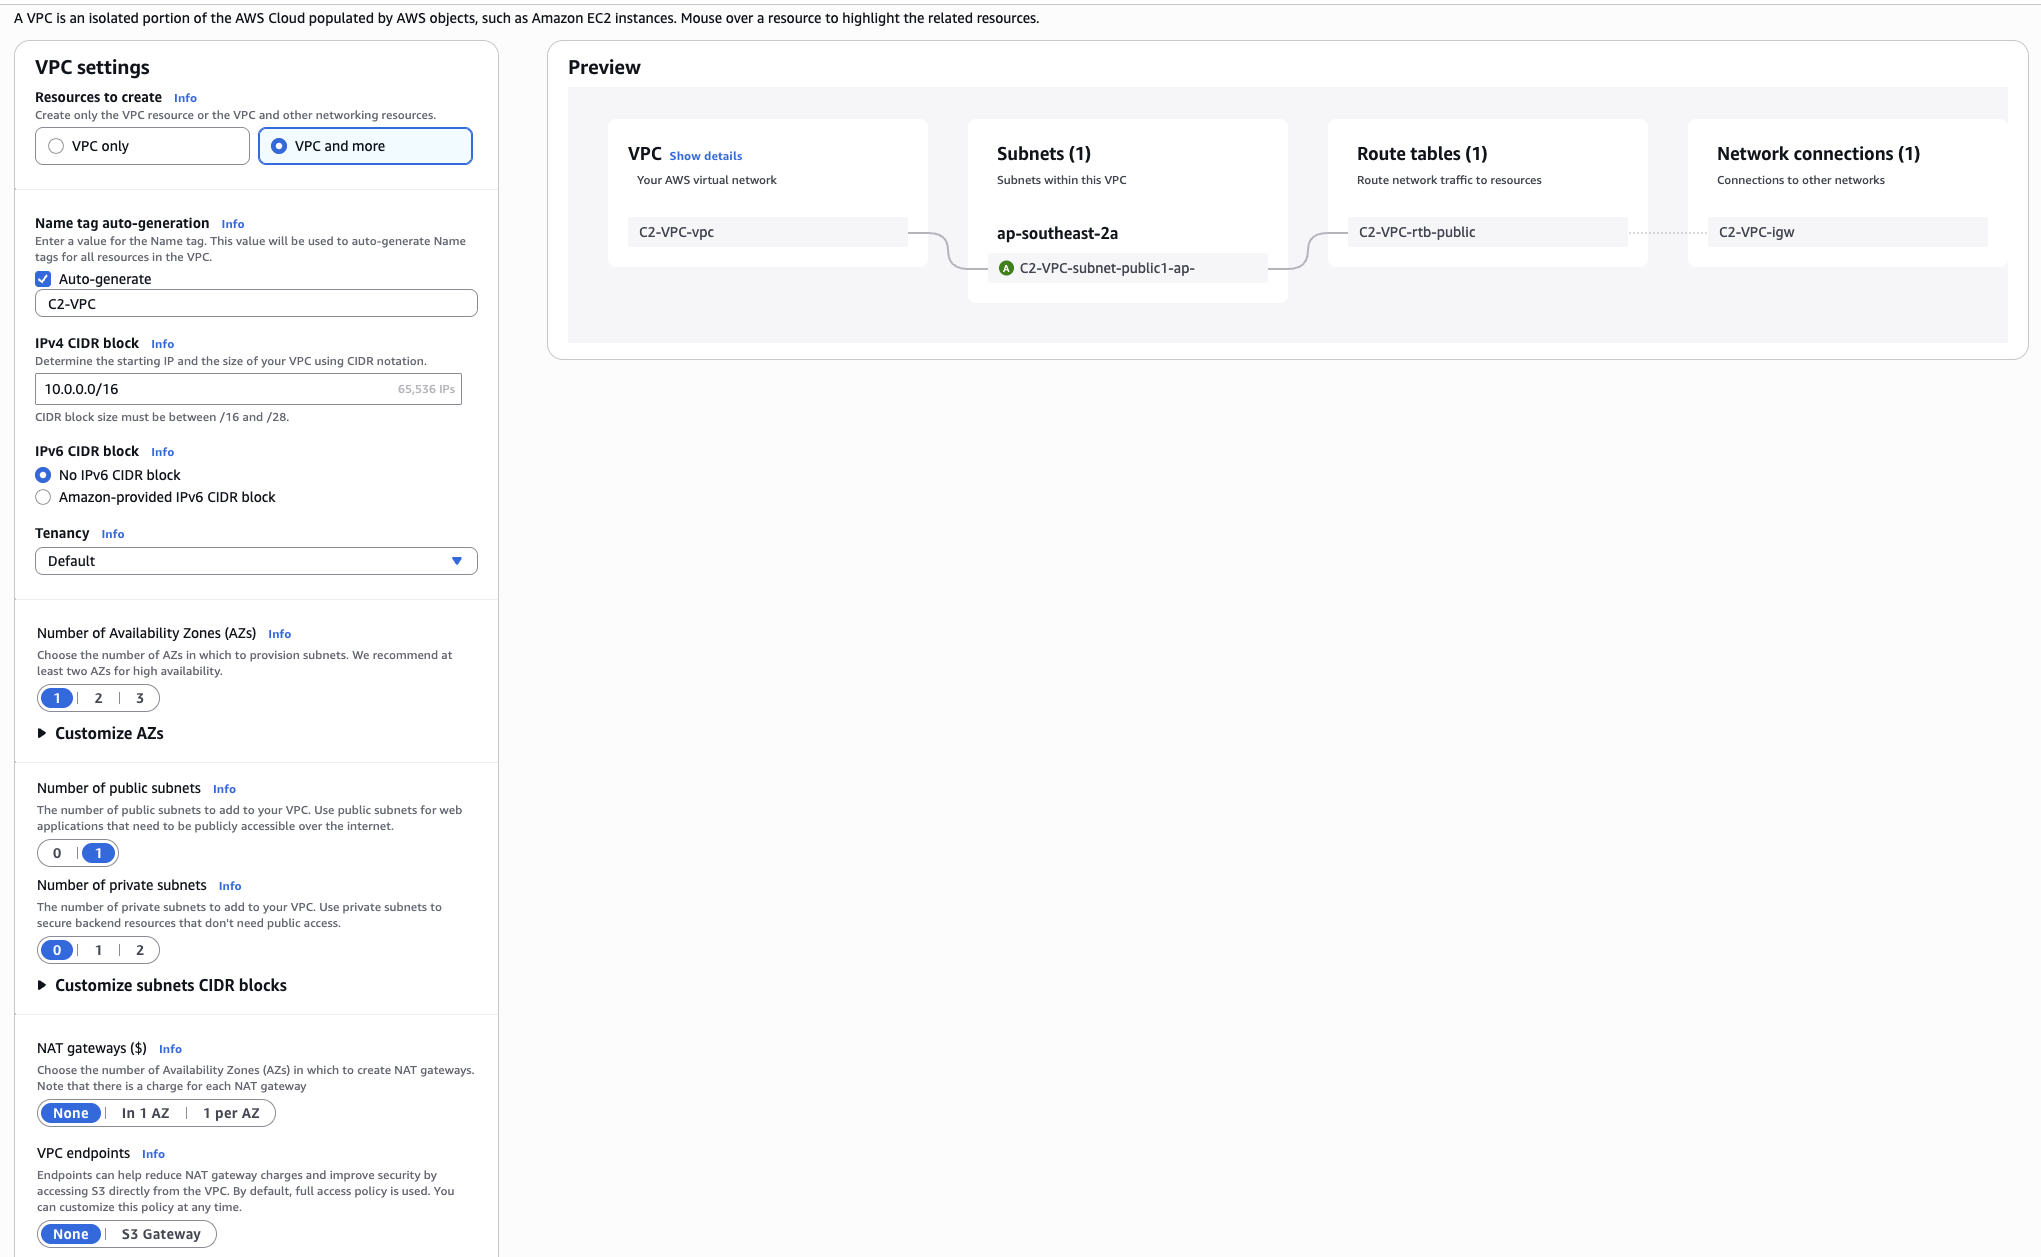 A VPC is an isolated portion of the AWS Cloud populated by AWS objects, such as Amazon EC2 instances. Mouse over a resource to highlight the related resources.
VPC settings
Resources to create Info
Create only the VPC resource or the VPC and other networking resources.
VPC only
VPC and more
Name tag auto-generation Info
Enter a value for the Name tag. This value will be used to auto-generate Name
tags for all resources in the VPC.
Auto-generate
C2-VPC
IPv4 CIDR block Info
Determine the starting IP and the size of your VPC using CIDR notation.
10.0.0.0/16 65,536 IPs
CIDR block size must be between /16 and /28.
IPv6 CIDR block Info
No IPv6 CIDR block
Amazon-provided IPv6 CIDR block
Tenancy Info
Default
Number of Availability Zones (AZs) Info
Choose the number of AZs in which to provision subnets. We recommend at
least two AZs for high availability.
1 2 3
Customize AZs
Number of public subnets Info
The number of public subnets to add to your VPC. Use public subnets for web
applications that need to be publicly accessible over the internet.
0 1
Number of private subnets Info
The number of private subnets to add to your VPC. Use private subnets to
secure backend resources that don't need public access.
0 1 2
Customize subnets CIDR blocks
NAT gateways ($) Info
Choose the number of Availability Zones (AZs) in which to create NAT gateways.
Note that there is a charge for each NAT gateway
None In 1 AZ 1 per AZ
VPC endpoints Info
Endpoints can help reduce NAT gateway charges and improve security by
accessing S3 directly from the VPC. By default, full access policy is used. You
can customize this policy at any time.
None S3 Gateway
Preview
VPC Show details
Your AWS virtual network
C2-VPC-vpc
Subnets (1)
Subnets within this VPC
ap-southeast-2a
A C2-VPC-subnet-public1-ap-
Route tables (1)
Route network traffic to resources
C2-VPC-rtb-public
Network connections (1)
Connections to other networks
C2-VPC-igw